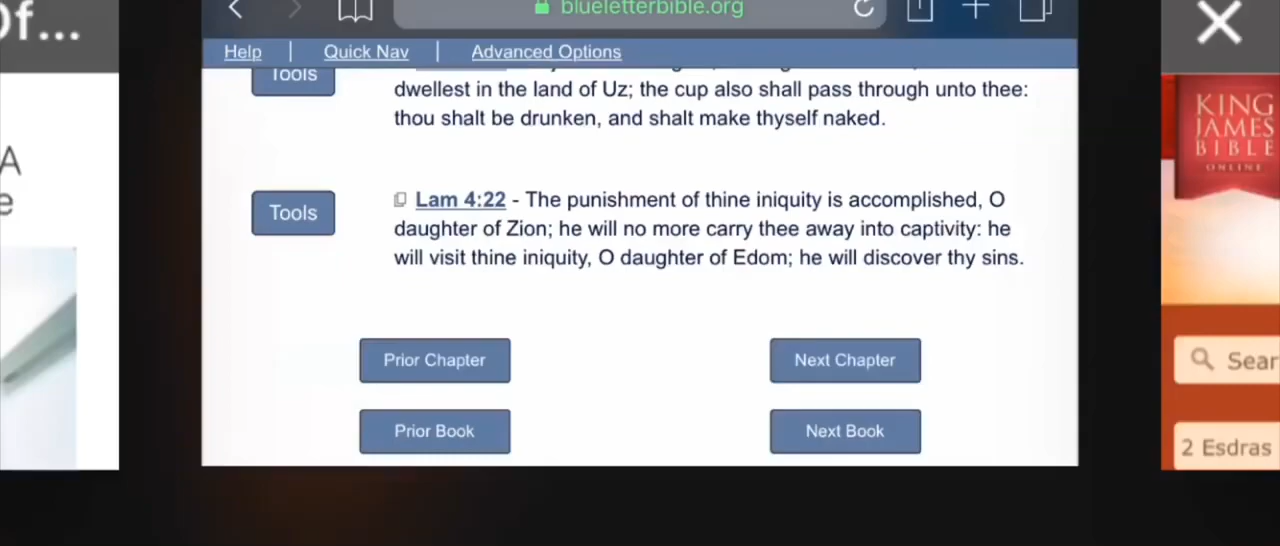 Of...
blueletterbible.org
Help | Quick Nav | Advanced Options
Tools
dwellest in the land of Uz; the cup also shall pass through unto thee:
thou shalt be drunken, and shalt make thyself naked.
Tools
Lam 4:22 - The punishment of thine iniquity is accomplished, O
daughter of Zion; he will no more carry thee away into captivity: he
will visit thine iniquity, O daughter of Edom; he will discover thy sins.
Prior Chapter
Next Chapter
Prior Book
Next Book
A
e
KING
JAMES
BIBLE
ONLINE
Sear
2 Esdras